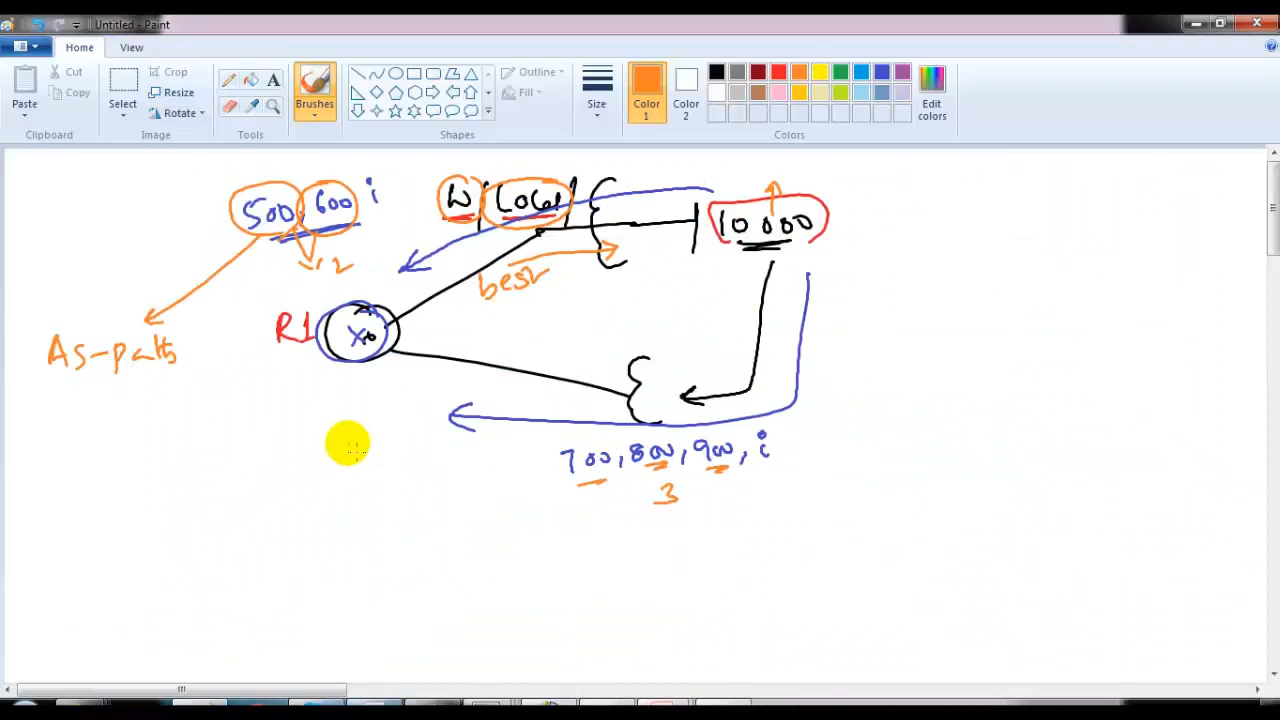 Untitled - Paint
Home View
Paste
Cut
Copy
Select
Crop
Resize
Rotate
Brushes
Outline
Fill
Size
Color 1
Color 2
Edit colors
Clipboard Image Tools Shapes Colors
500, 600 i
W
10.000
2
best
R1
As-path
700, 800, 900, i
3